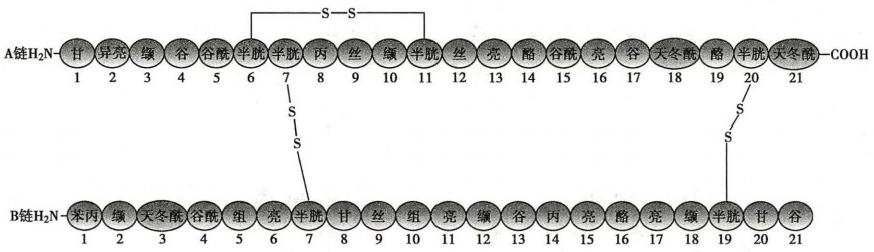 S—S
A链H₂N-甘 异亮 缬 谷 谷酰 半胱 半胱 丙 丝 缬 半胱 丝 亮 酪 谷酰 亮 谷 天冬酰 酪 半胱 天冬酰-COOH
1 2 3 4 5 6 7 8 9 10 11 12 13 14 15 16 17 18 19 20 21
S S
S S
B链H₂N-苯丙 缬 天冬酰 谷酰 组 亮 半胱 甘 丝 组 亮 缬 谷 丙 亮 酪 亮 缬 半胱 甘 谷
1 2 3 4 5 6 7 8 9 10 11 12 13 14 15 16 17 18 19 20 21